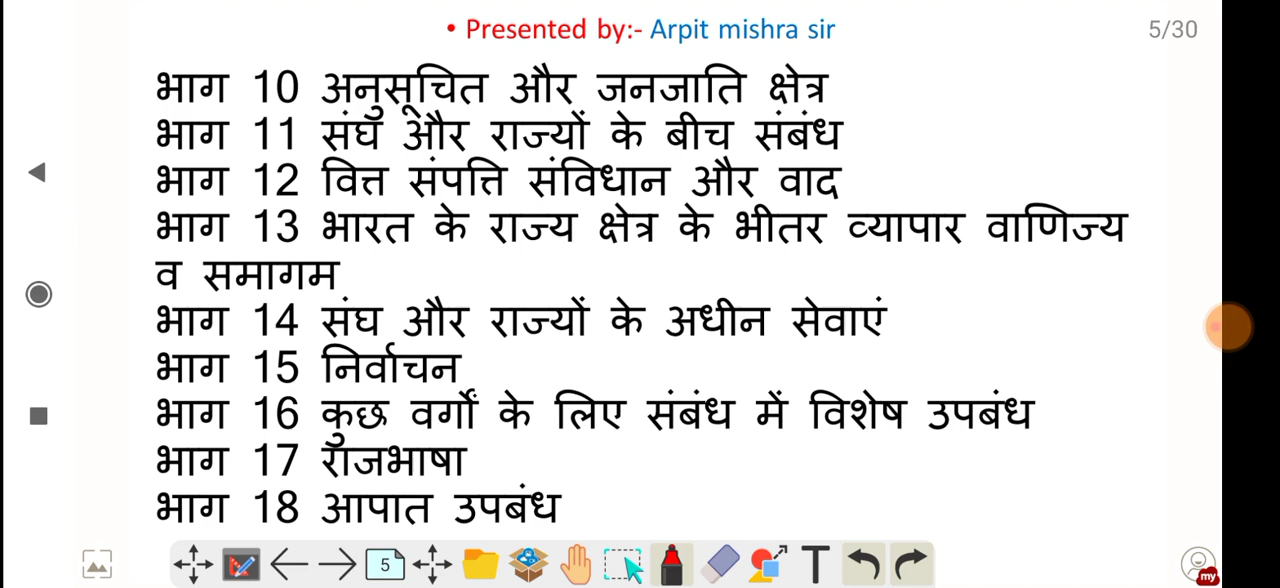 • Presented by:- Arpit mishra sir
5/30
भाग 10 अनुसूचित और जनजाति क्षेत्र
भाग 11 संघ और राज्यों के बीच संबंध
भाग 12 वित्त संपत्ति संविधान और वाद
भाग 13 भारत के राज्य क्षेत्र के भीतर व्यापार वाणिज्य
व समागम
भाग 14 संघ और राज्यों के अधीन सेवाएं
भाग 15 निर्वाचन
भाग 16 कुछ वर्गों के लिए संबंध में विशेष उपबंध
भाग 17 राजभाषा
भाग 18 आपात उपबंध
5
T
my